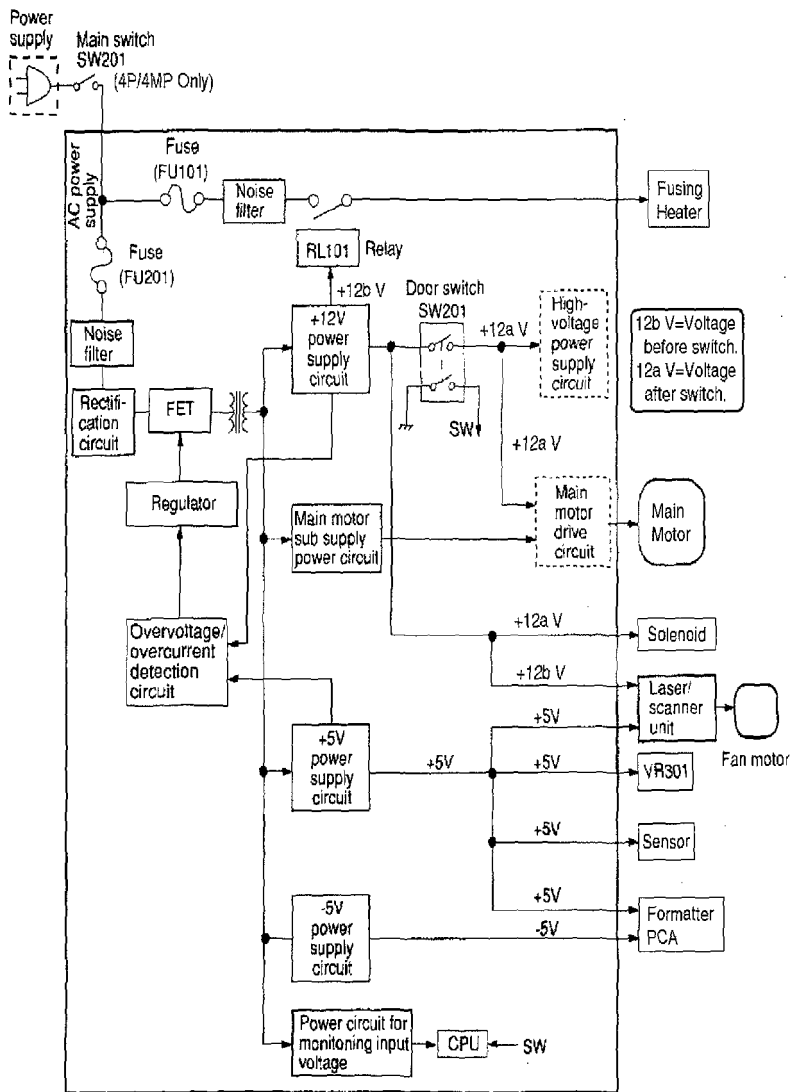 Power
supply
Main switch
SW201
(4P/4MP Only)
AC power
supply
Fuse
(FU101)
Noise
filter
Fusing
Heater
Fuse
(FU201)
RL101
Relay
+12b V
Door switch
SW201
+12V
power
supply
circuit
+12a V
High-
voltage
power
supply
circuit
12b V=Voltage
before switch.
12a V=Voltage
after switch.
Noise
filter
Rectifi-
cation
circuit
FET
SW
+12a V
Regulator
Main motor
sub supply
power circuit
Main
motor
drive
circuit
Main
Motor
Overvoltage/
overcurrent
detection
circuit
+12a V
Solenoid
+12b V
Laser/
scanner
unit
Fan motor
+5V
+5V
power
supply
circuit
+5V
+5V
VR301
+5V
Sensor
+5V
Formatter
PCA
-5V
power
supply
circuit
-5V
Power circuit for
monitoning input
voltage
CPU
SW